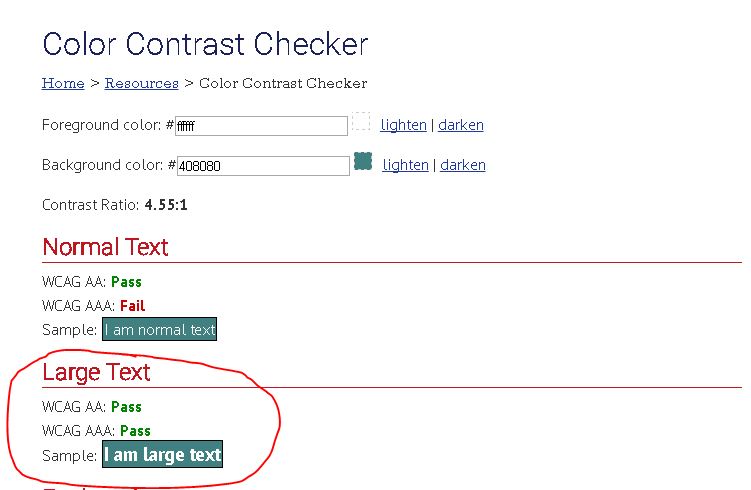 Color Contrast Checker
Home > Resources > Color Contrast Checker
Foreground color: #ffffff lighten | darken
Background color: #408080 lighten | darken
Contrast Ratio: 4.55:1
Normal Text
WCAG AA: Pass
WCAG AAA: Fail
Sample: I am normal text
Large Text
WCAG AA: Pass
WCAG AAA: Pass
Sample: I am large text